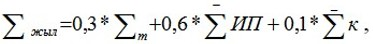 ∑ жыл = 0,3 * ∑ т + 0,6 * ∑̄ ИП + 0,1 * ∑̄ к ,